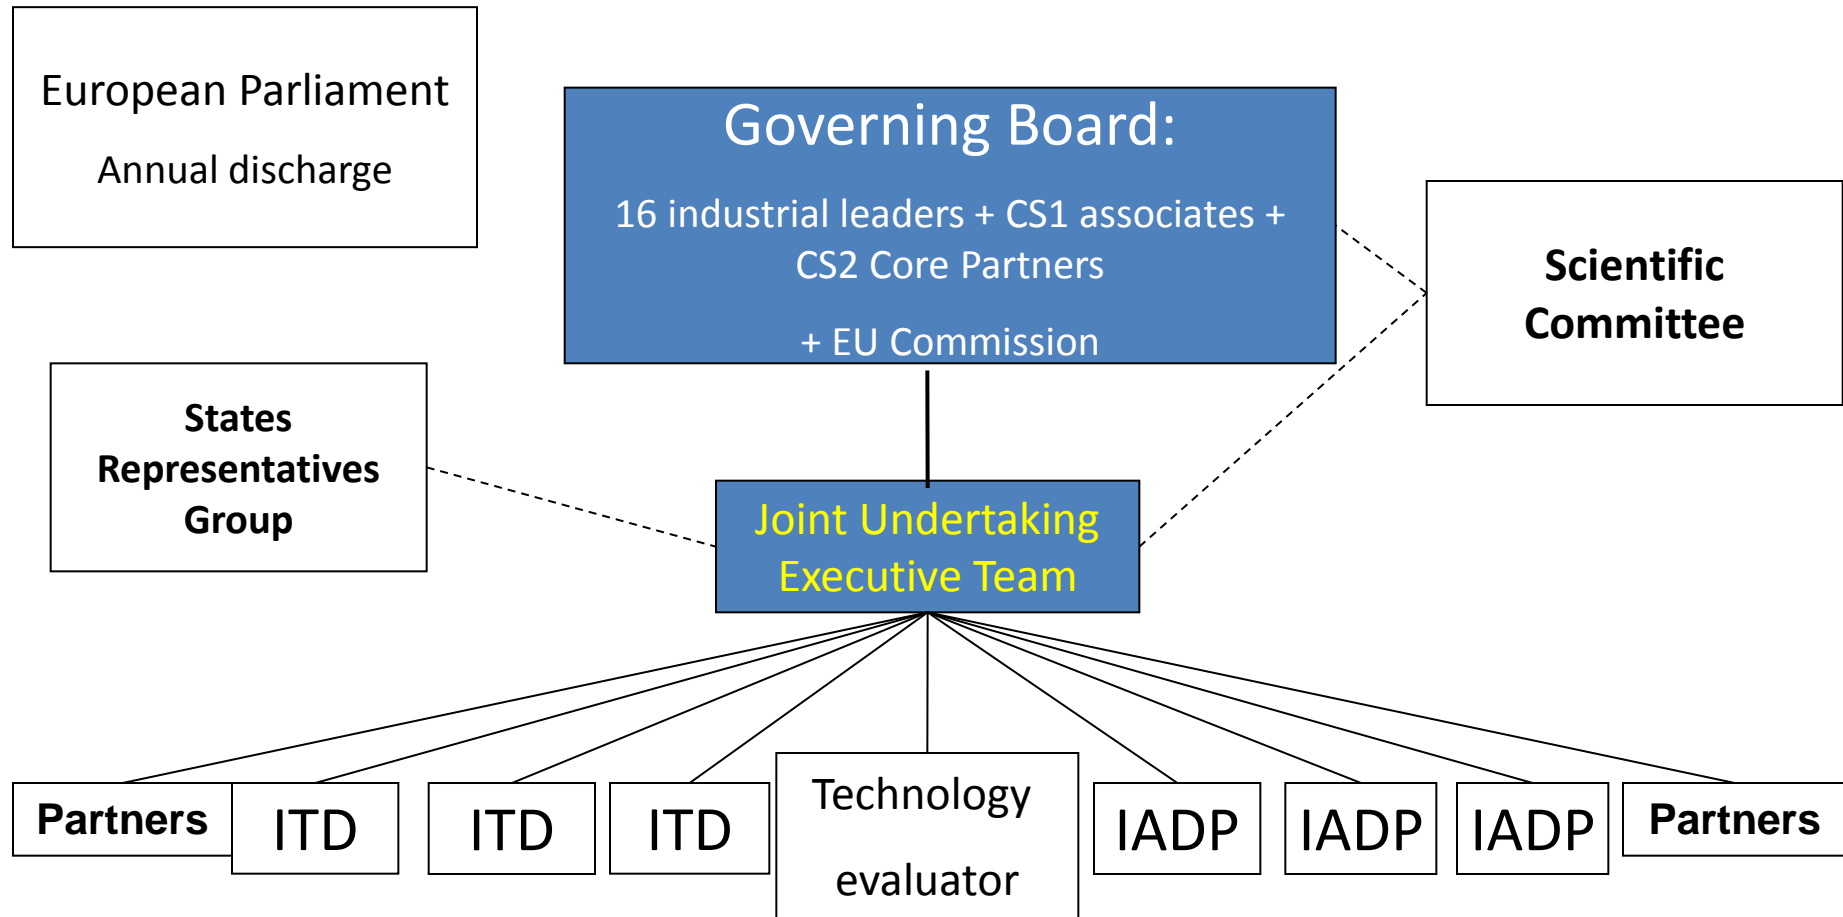 European Parliament
Annual discharge
Governing Board:
16 industrial leaders + CS1 associates +
CS2 Core Partners
+ EU Commission
Scientific
Committee
States
Representatives
Group
Joint Undertaking
Executive Team
Partners
ITD
ITD
ITD
Technology
evaluator
IADP
IADP
IADP
Partners